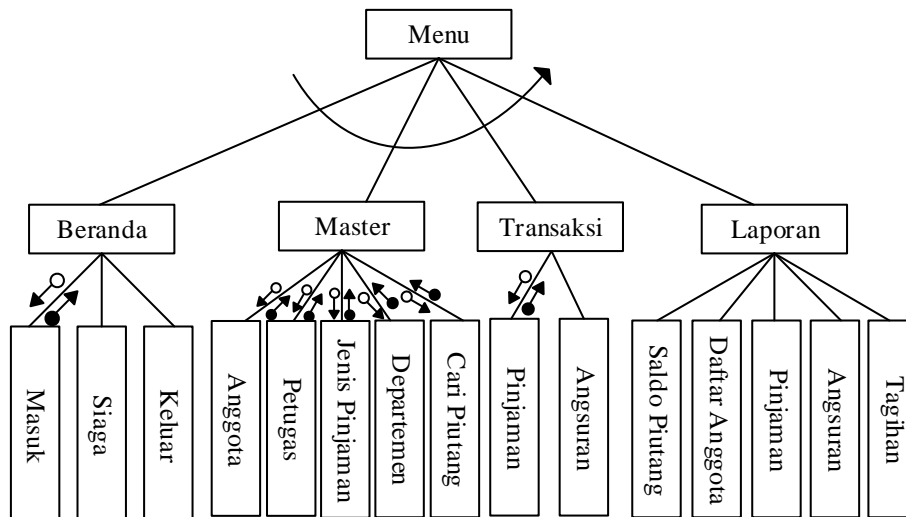 Menu
Beranda
Master
Transaksi
Laporan
Masuk
Siaga
Keluar
Anggota
Petugas
Jenis Pinjaman
Departemen
Cari Piutang
Pinjaman
Angsuran
Saldo Piutang
Daftar Anggota
Pinjaman
Angsuran
Tagihan